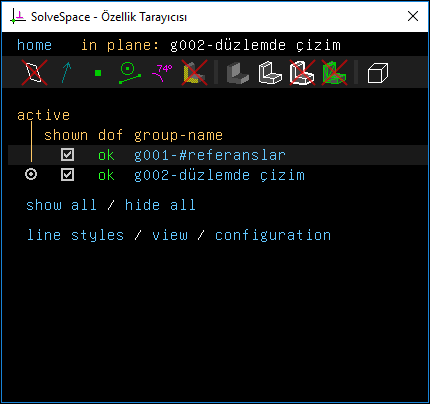 SolveSpace - Özellik Tarayıcısı
home in plane: g002-düzlemde çizim
74º
active
shown dof group-name
ok g001-#referanslar
ok g002-düzlemde çizim
show all / hide all
line styles / view / configuration